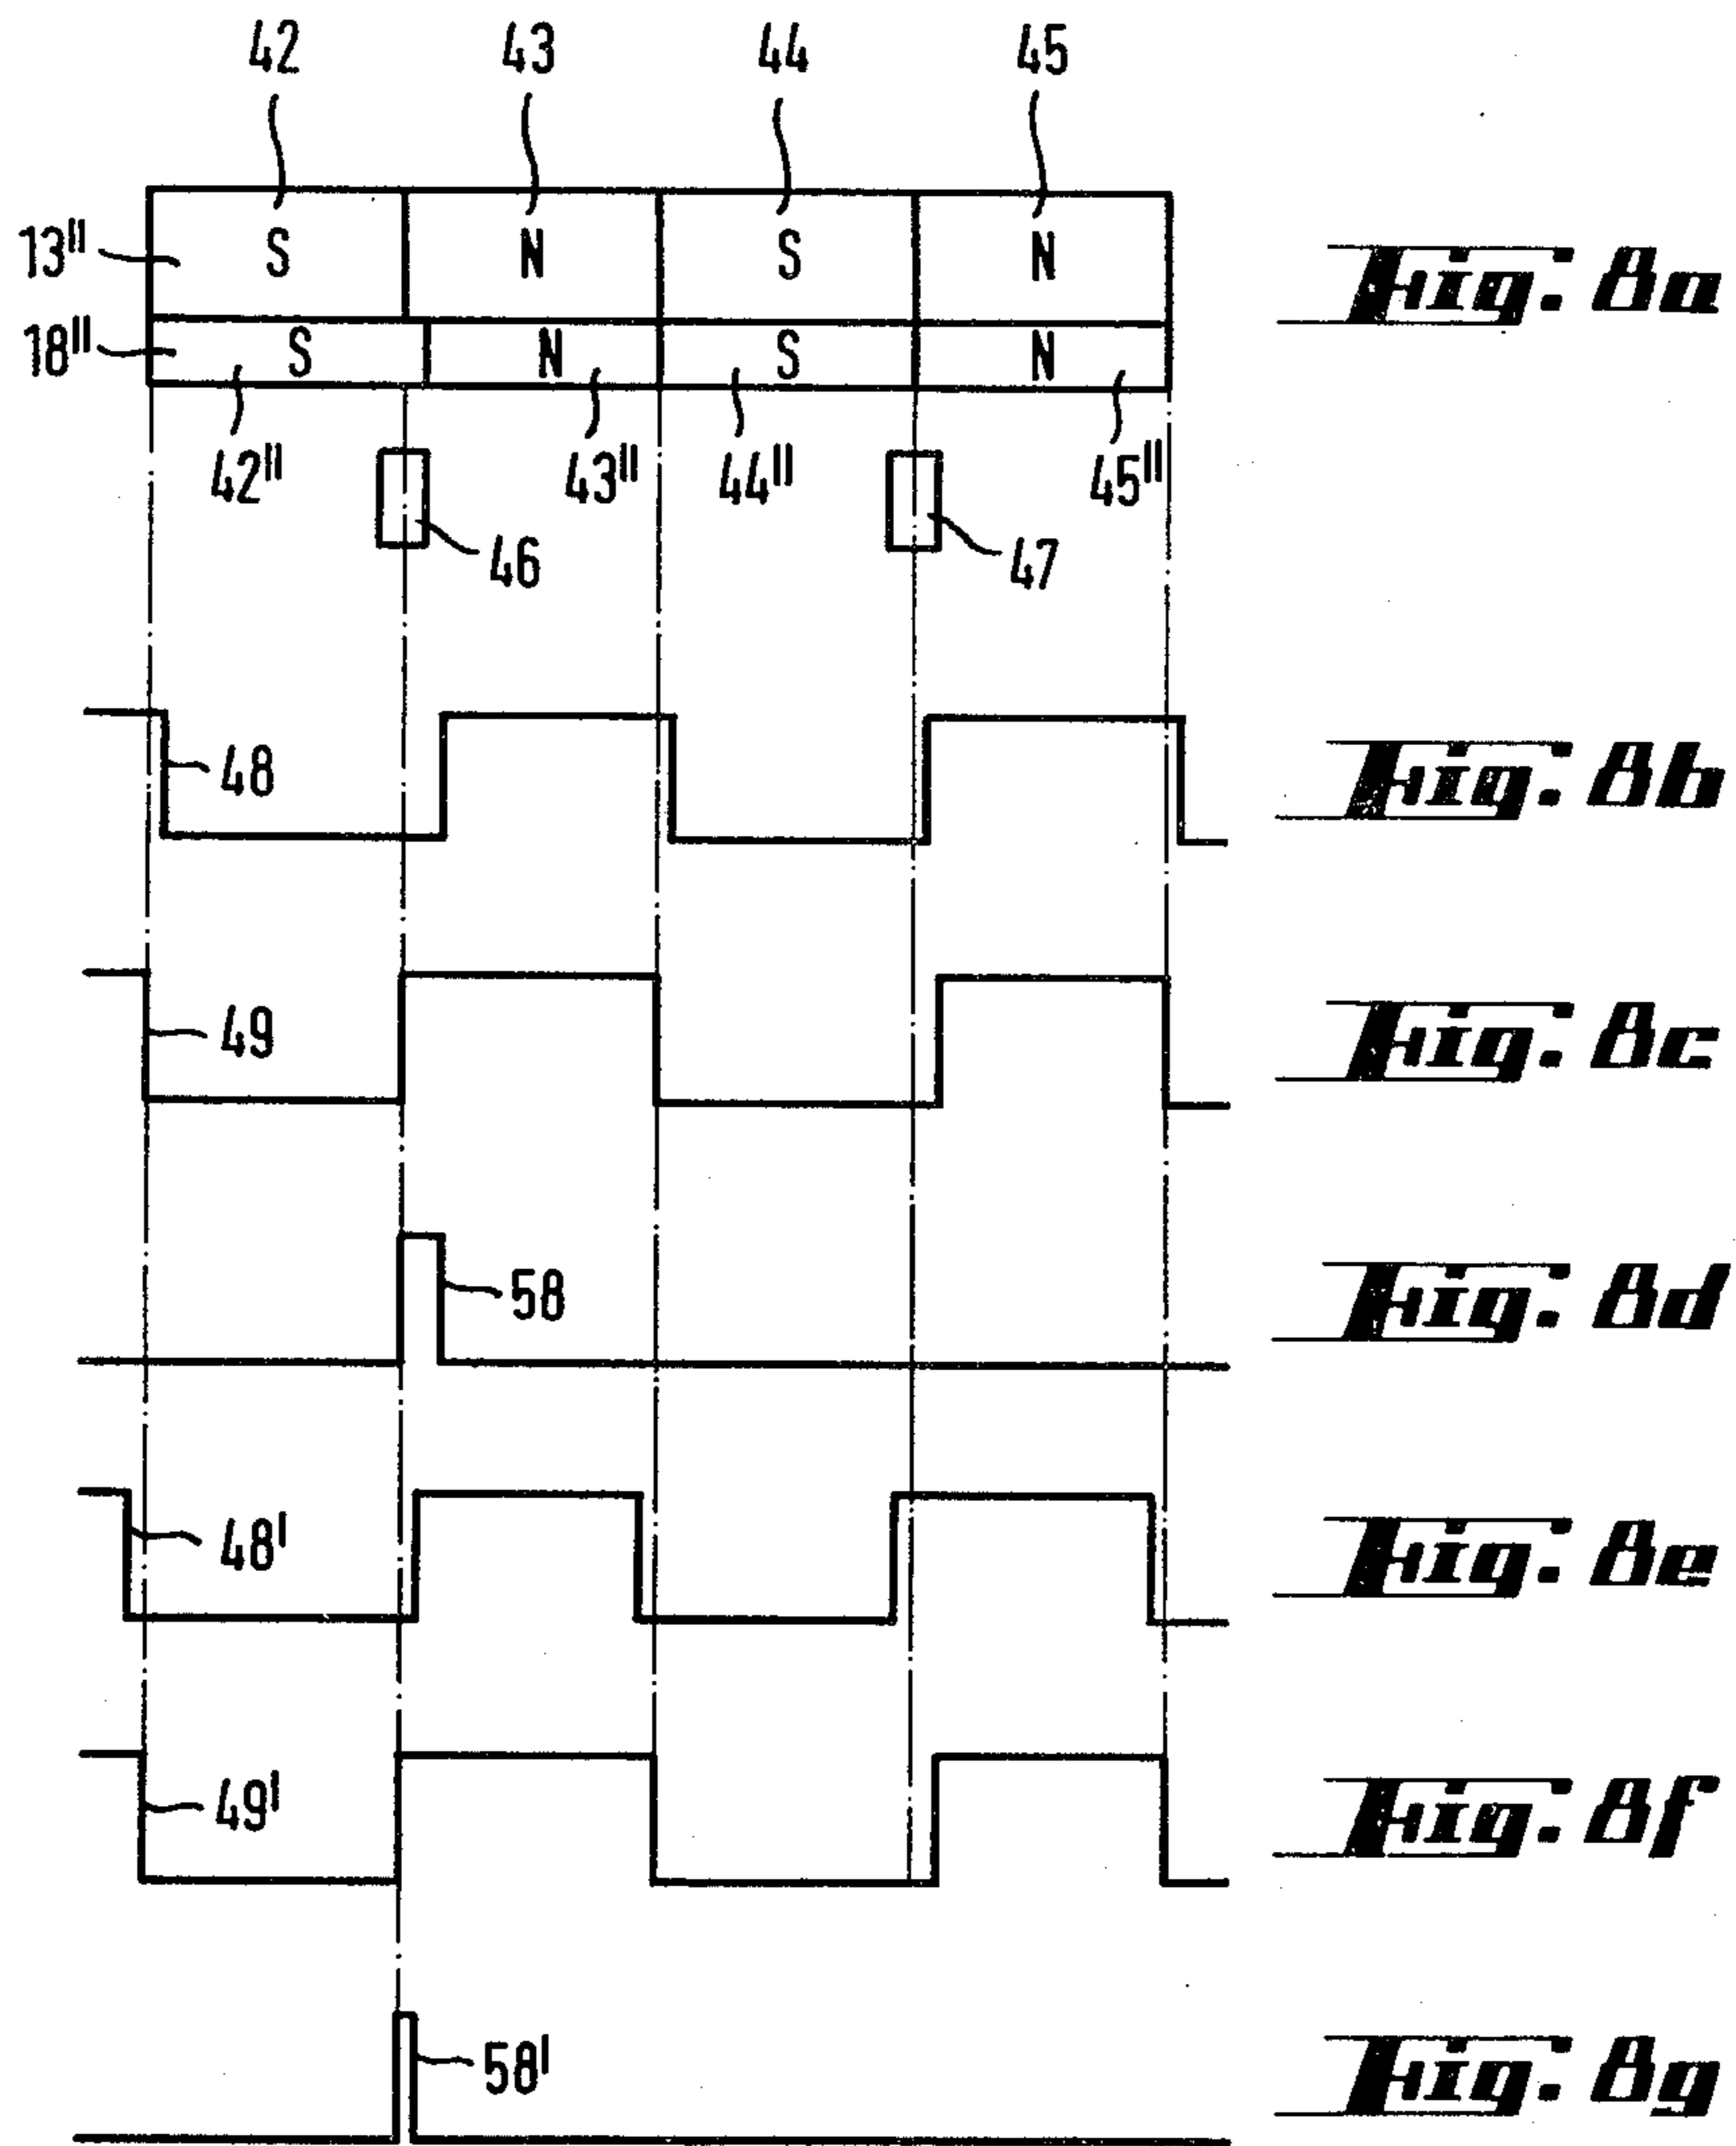 42 43 44 45
13" S N S N Fig. 8a
18" S N S N
42" 43" 44" 45"
46 47
48 Fig. 8b
49 Fig. 8c
58 Fig. 8d
48' Fig. 8e
49' Fig. 8f
58' Fig. 8g